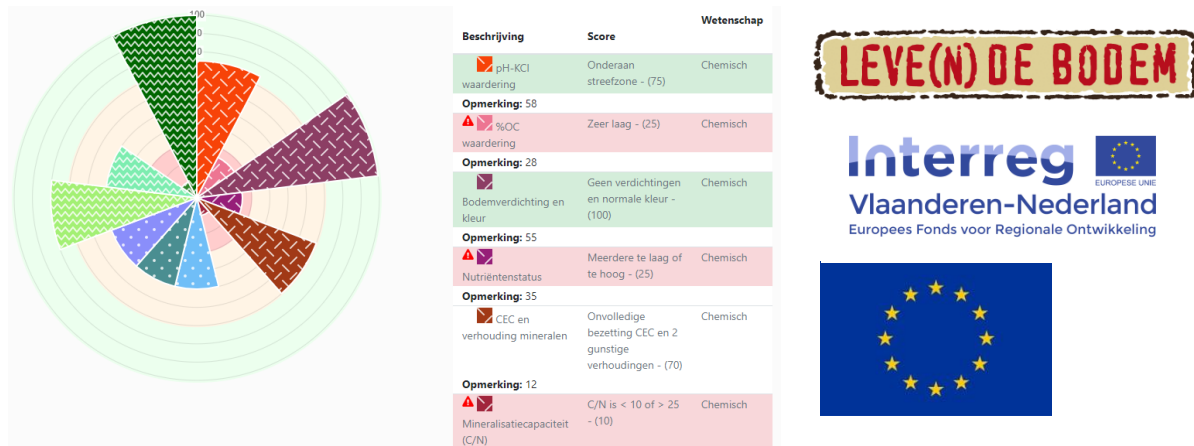 100
0
0
Wetenschap
Beschrijving Score
pH-KCl Onderaan Chemisch
waardering streefzone - (75)
Opmerking: 58
%OC Zeer laag - (25) Chemisch
waardering
Opmerking: 28
Geen verdichtingen Chemisch
Bodemverdichting en en normale kleur -
kleur (100)
Opmerking: 55
Meerdere te laag of Chemisch
Nutriëntenstatus te hoog - (25)
Opmerking: 35
CEC en Onvolledige Chemisch
verhouding mineralen bezetting CEC en 2
gunstige
verhoudingen - (70)
Opmerking: 12
C/N is < 10 of > 25 Chemisch
Mineralisatiecapaciteit - (10)
(C/N)
LEVE(N) DE BODEM
Interreg
EUROPESE UNIE
Vlaanderen-Nederland
Europees Fonds voor Regionale Ontwikkeling